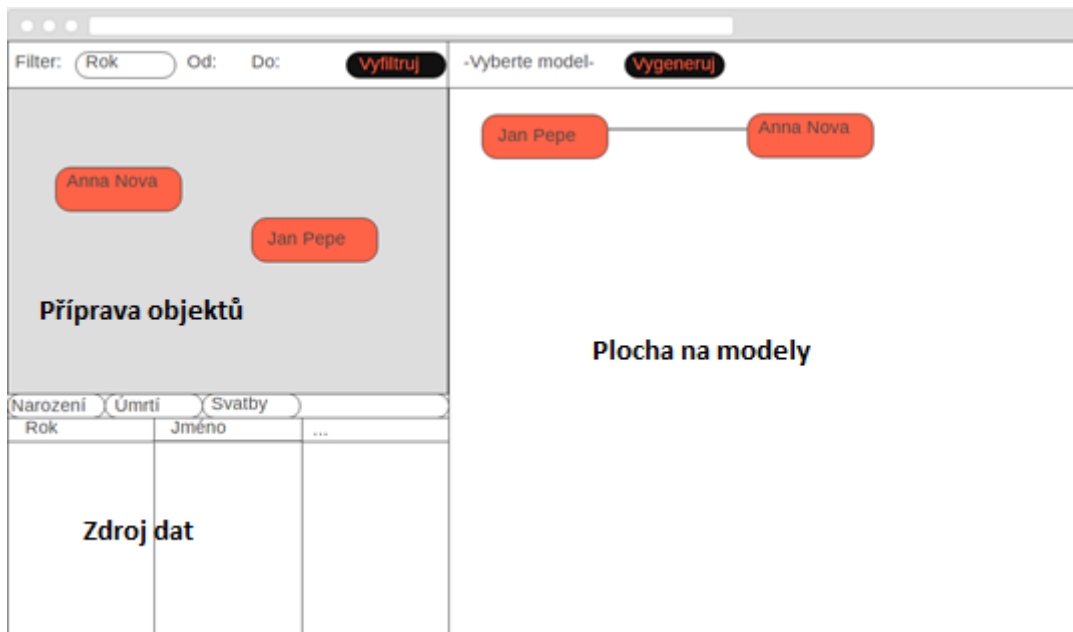 Filter: Rok Od: Do: Vyfiltruj -Vyberte model- Vygeneruj
Jan Pepe Anna Nova
Anna Nova
Jan Pepe
Příprava objektů
Plocha na modely
Narození Úmrtí Svatby
Rok Jméno ...
Zdroj dat